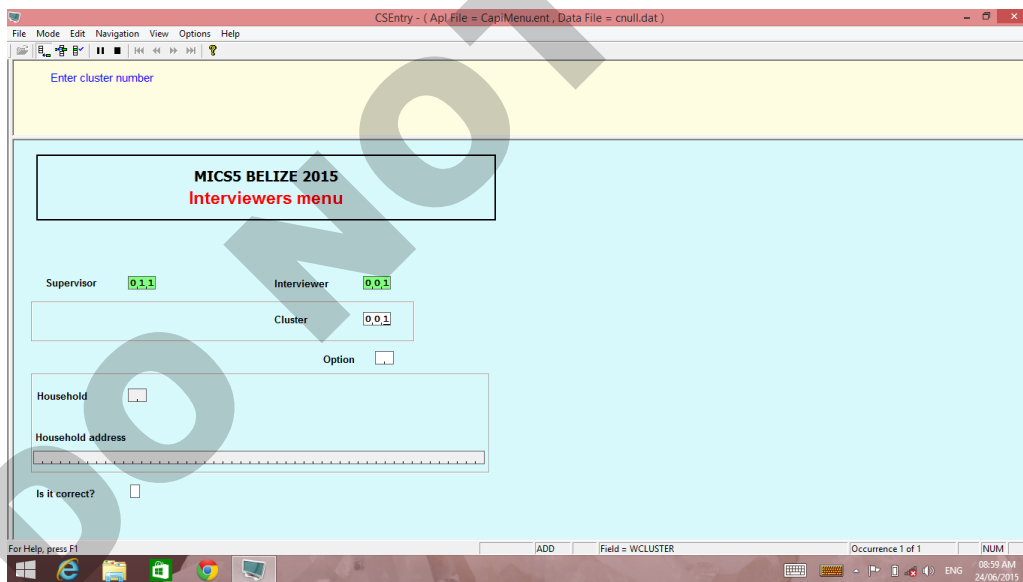 CSEntry - ( Apl File = CapiMenu.ent , Data File = cnull.dat )
File Mode Edit Navigation View Options Help
Enter cluster number
MICS5 BELIZE 2015
Interviewers menu
Supervisor 011 Interviewer 001
Cluster 001
Option
Household
Household address
Is it correct?
For Help, press F1 ADD Field = WCLUSTER Occurrence 1 of 1 NUM
ENG 08:59 AM
24/06/2015
DO NOT